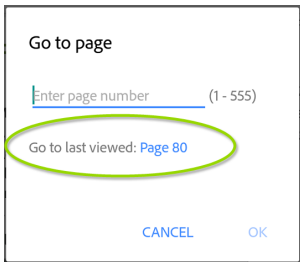 Go to page
Enter page number (1 - 555)
Go to last viewed: Page 80
CANCEL OK